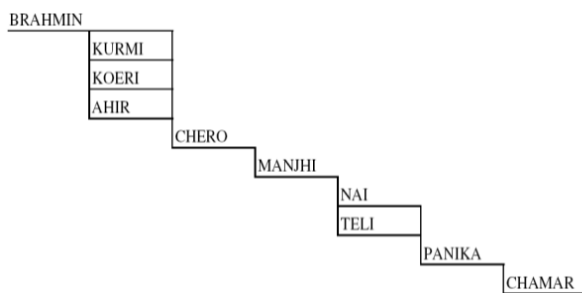 BRAHMIN
KURMI
KOERI
AHIR
CHERO
MANJHI
NAI
TELI
PANIKA
CHAMAR